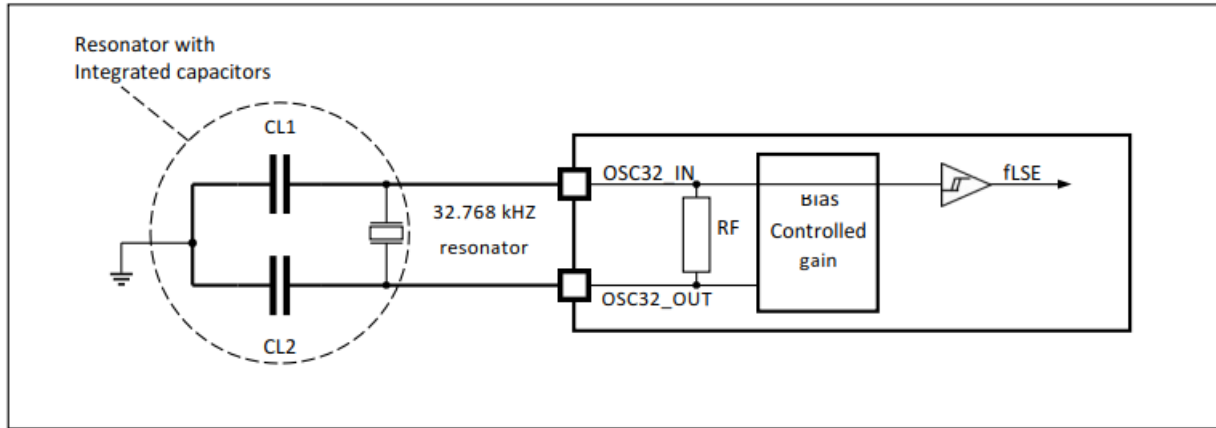 Resonator with
Integrated capacitors
CL1
32.768 kHZ
resonator
CL2
OSC32_IN
RF
OSC32_OUT
Bias
Controlled
gain
fLSE